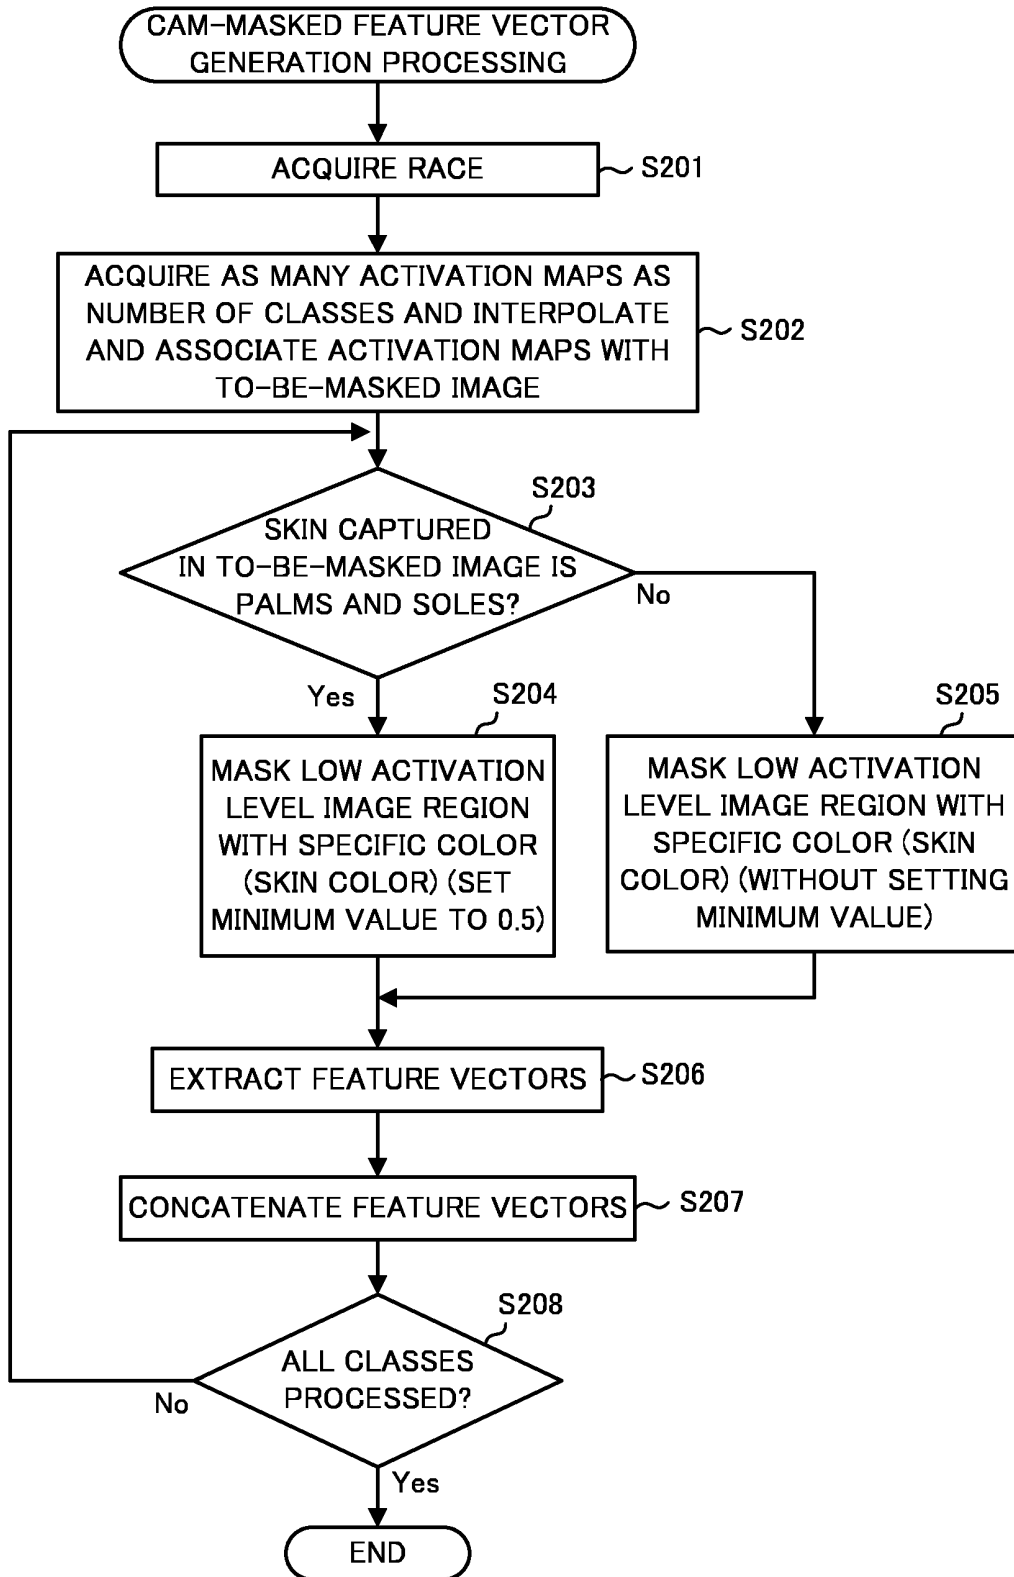 CAM-MASKED FEATURE VECTOR
GENERATION PROCESSING
ACQUIRE RACE
S201
ACQUIRE AS MANY ACTIVATION MAPS AS
NUMBER OF CLASSES AND INTERPOLATE
AND ASSOCIATE ACTIVATION MAPS WITH
TO-BE-MASKED IMAGE
S202
S203
SKIN CAPTURED
IN TO-BE-MASKED IMAGE IS
PALMS AND SOLES?
No
Yes
S204
MASK LOW ACTIVATION
LEVEL IMAGE REGION
WITH SPECIFIC COLOR
(SKIN COLOR) (SET
MINIMUM VALUE TO 0.5)
S205
MASK LOW ACTIVATION
LEVEL IMAGE REGION WITH
SPECIFIC COLOR (SKIN
COLOR) (WITHOUT SETTING
MINIMUM VALUE)
EXTRACT FEATURE VECTORS
S206
CONCATENATE FEATURE VECTORS
S207
S208
ALL CLASSES
PROCESSED?
No
Yes
END